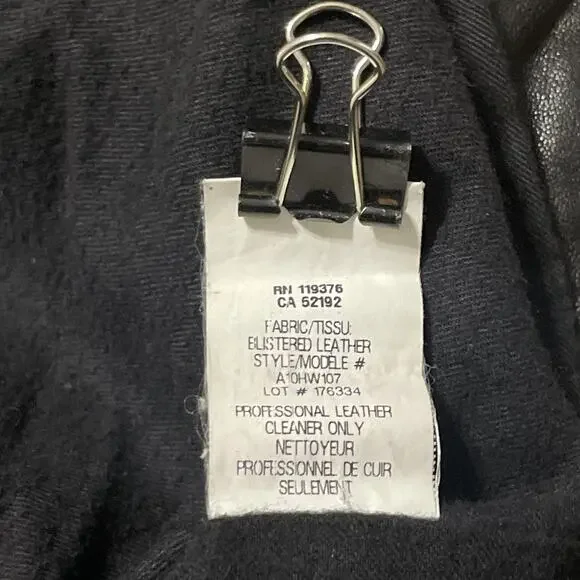 RN 119376
CA 52192
FABRIC/TISSU:
BLISTERED LEATHER
STYLE/MODÈLE #
A10HW107
LOT # 176334
PROFESSIONAL LEATHER
CLEANER ONLY
NETTOYEUR
PROFESSIONNEL DE CUIR
SEULEMENT